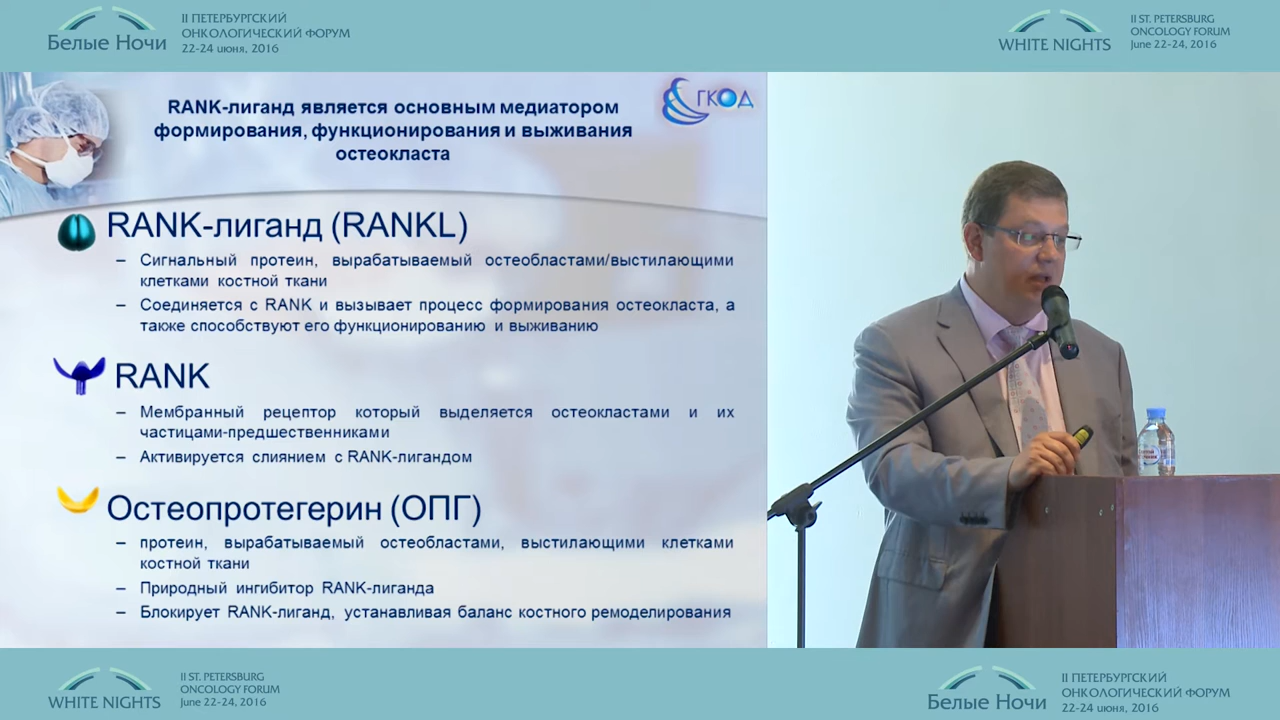 Белые Ночи
II ПЕТЕРБУРГСКИЙ
ОНКОЛОГИЧЕСКИЙ ФОРУМ
22-24 июня, 2016
WHITE NIGHTS
II ST. PETERSBURG
ONCOLOGY FORUM
June 22-24, 2016
RANK-лиганд является основным медиатором
формирования, функционирования и выживания
остеокласта
ГКОД
RANK-лиганд (RANKL)
– Сигнальный протеин, вырабатываемый остеобластами/выстилающими
клетками костной ткани
– Соединяется с RANK и вызывает процесс формирования остеокласта, а
также способствуют его функционированию и выживанию
RANK
– Мембранный рецептор который выделяется остеокластами и их
частицами-предшественниками
– Активируется слиянием с RANK-лигандом
Остеопротегерин (ОПГ)
– протеин, вырабатываемый остеобластами, выстилающими клетками
костной ткани
– Природный ингибитор RANK-лиганда
– Блокирует RANK-лиганд, устанавливая баланс костного ремоделирования
WHITE NIGHTS
II ST. PETERSBURG
ONCOLOGY FORUM
June 22-24, 2016
Белые Ночи
II ПЕТЕРБУРГСКИЙ
ОНКОЛОГИЧЕСКИЙ ФОРУМ
22-24 июня, 2016